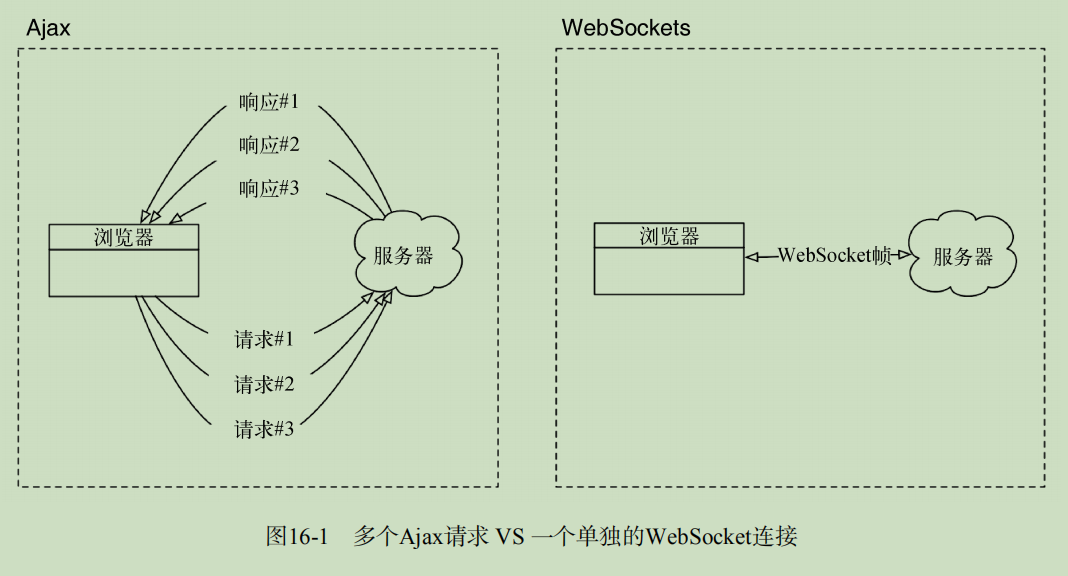 Ajax
WebSockets
响应#1
响应#2
响应#3
浏览器
服务器
请求#1
请求#2
请求#3
浏览器
WebSocket帧
服务器
图16-1 多个Ajax请求 VS 一个单独的WebSocket连接